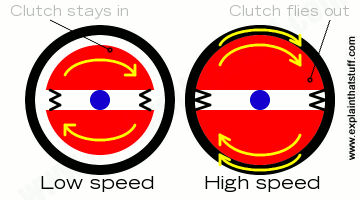 Clutch stays in
Clutch flies out
Low speed
High speed
www.explainthatstuff.com